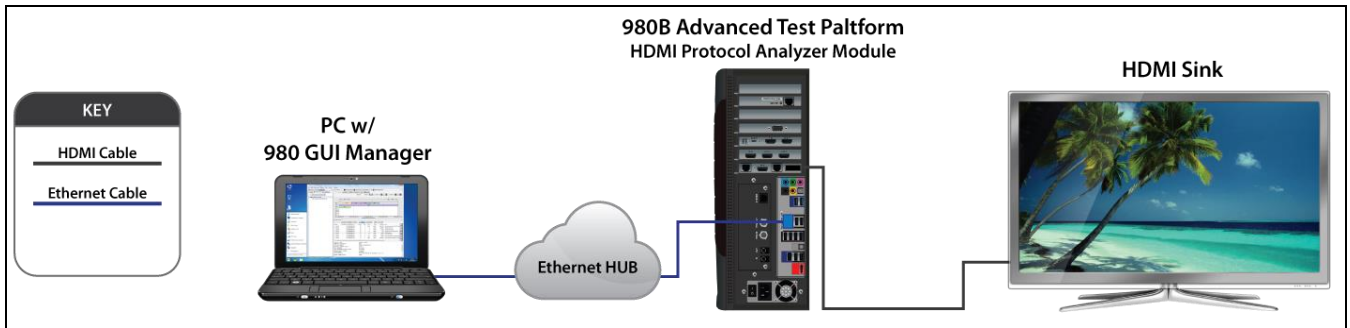 980B Advanced Test Paltform
HDMI Protocol Analyzer Module
HDMI Sink
KEY
HDMI Cable
Ethernet Cable
PC w/
980 GUI Manager
Ethernet HUB